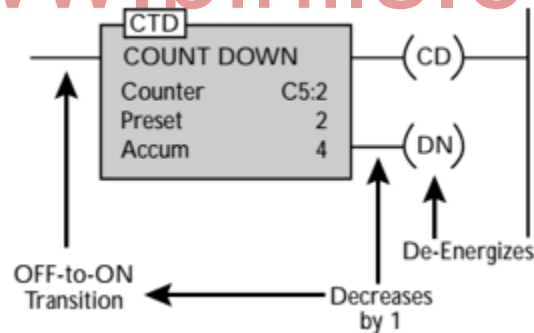 CTD
COUNT DOWN
Counter C5:2
Preset 2
Accum 4
(CD)
(DN)
De-Energizes
OFF-to-ON
Transition
Decreases
by 1